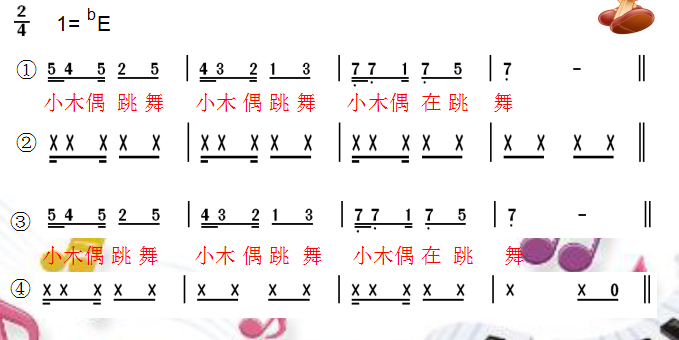 2/4 1= ᵇE
① 5 4 5 2 5 | 4 3 2 1 3 | 7 7 1 7 5 | 7 - ‖
小木偶 跳 舞 小木 偶 跳 舞 小木偶 在 跳 舞
② X X X X X | X X X X X | X X X X X | X X X X ‖
③ 5 4 5 2 5 | 4 3 2 1 3 | 7 7 1 7 5 | 7 - ‖
小木偶 跳 舞 小木偶 跳 舞 小木偶 在 跳 舞
④ X X X X X | X X X X | X X X X X | X X 0 ‖